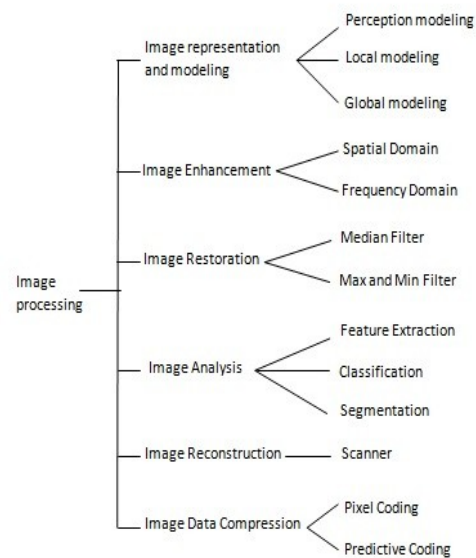 Perception modeling
Image representation
and modeling
Local modeling
Global modeling
Spatial Domain
Image Enhancement
Frequency Domain
Median Filter
Image Restoration
Max and Min Filter
Image
processing
Feature Extraction
Image Analysis
Classification
Segmentation
Image Reconstruction
Scanner
Pixel Coding
Image Data Compression
Predictive Coding